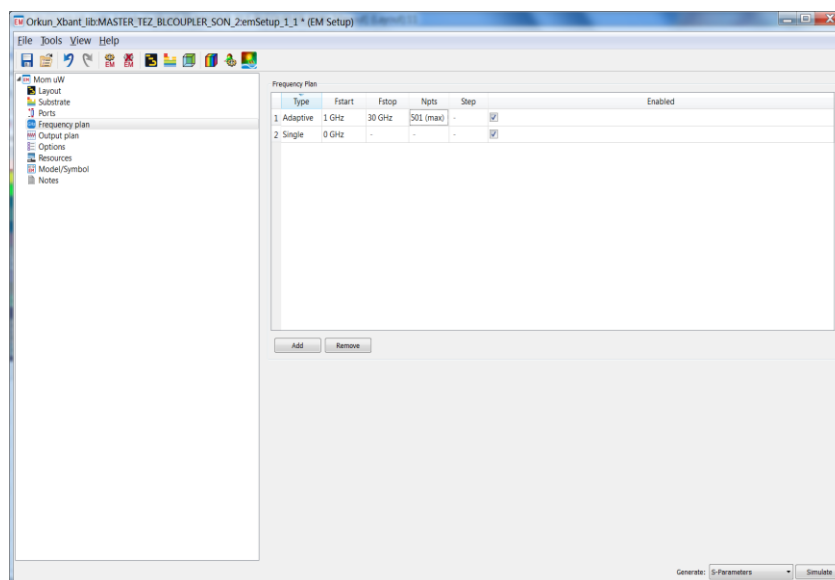 Orkun_Xbant_lib:MASTER_TEZ_BLCOUPLER_SON_2:emSetup_1_1 * (EM Setup)
File Tools View Help
EM EM
Mom uW
Layout
Substrate
Ports
Frequency plan
Output plan
Options
Resources
Model/Symbol
Notes
Frequency Plan
Type Fstart Fstop Npts Step Enabled
1 Adaptive 1 GHz 30 GHz 501 (max) -
2 Single 0 GHz - - -
Add Remove
Generate: S-Parameters Simulate